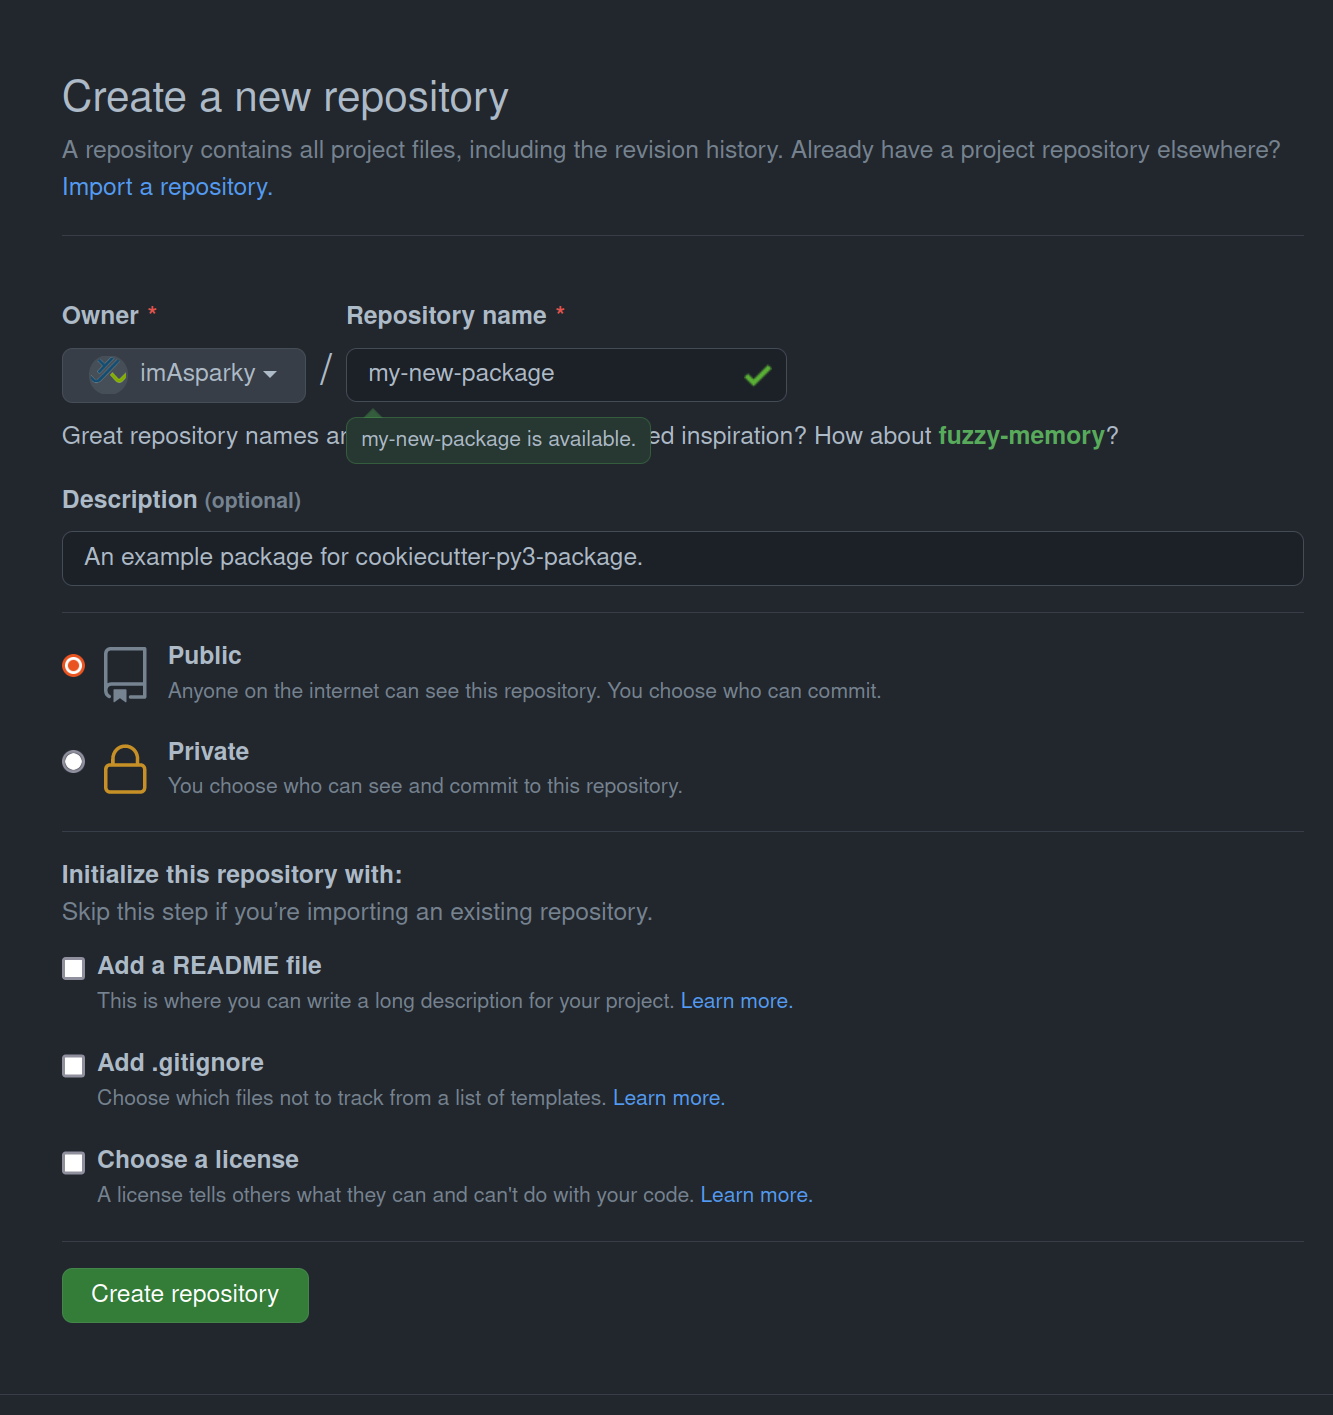 Create a new repository
A repository contains all project files, including the revision history. Already have a project repository elsewhere?
Import a repository.
Owner * Repository name *
imAsparky / my-new-package
Great repository names ar my-new-package is available. ed inspiration? How about fuzzy-memory?
Description (optional)
An example package for cookiecutter-py3-package.
Public
Anyone on the internet can see this repository. You choose who can commit.
Private
You choose who can see and commit to this repository.
Initialize this repository with:
Skip this step if you’re importing an existing repository.
Add a README file
This is where you can write a long description for your project. Learn more.
Add .gitignore
Choose which files not to track from a list of templates. Learn more.
Choose a license
A license tells others what they can and can't do with your code. Learn more.
Create repository